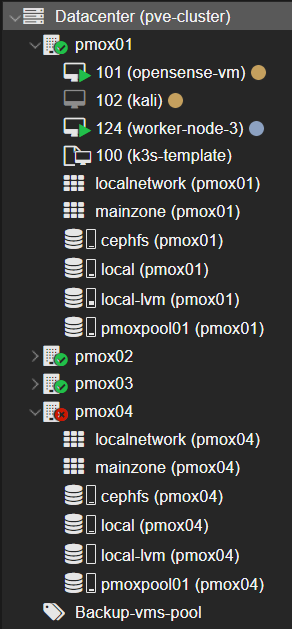 Datacenter (pve-cluster)
pmox01
101 (opensense-vm)
102 (kali)
124 (worker-node-3)
100 (k3s-template)
localnetwork (pmox01)
mainzone (pmox01)
cephfs (pmox01)
local (pmox01)
local-lvm (pmox01)
pmoxpool01 (pmox01)
pmox02
pmox03
pmox04
localnetwork (pmox04)
mainzone (pmox04)
cephfs (pmox04)
local (pmox04)
local-lvm (pmox04)
pmoxpool01 (pmox04)
Backup-vms-pool